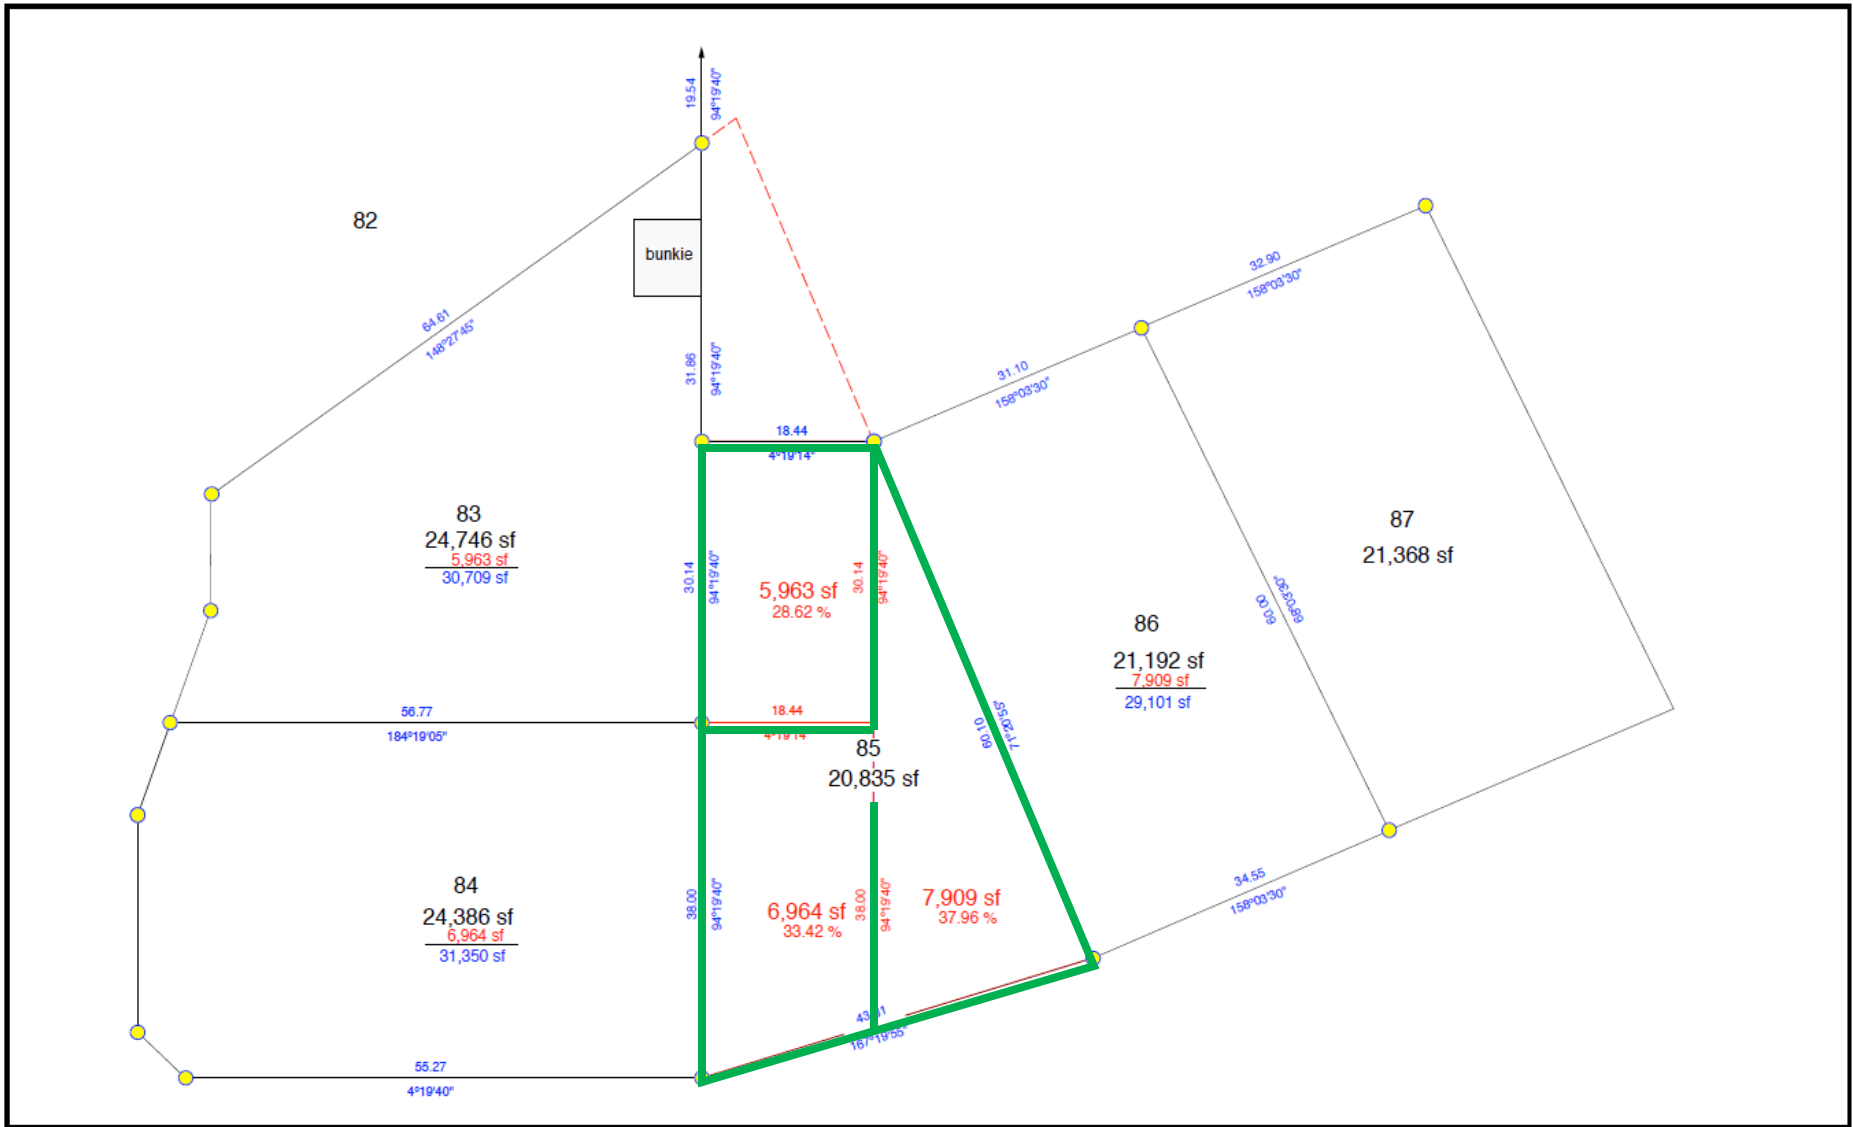 19.54
94°19'40"
82
bunkie
64.61
148°27'45"
31.86
94°19'40"
32.90
158°03'30"
31.10
158°03'30"
18.44
4°19'14"
83
24,746 sf
5,963 sf
30,709 sf
30.14
94°19'40"
5,963 sf
28.62 %
30.14
94°19'40"
87
21,368 sf
60.00
68°03'30"
86
21,192 sf
7,909 sf
29,101 sf
56.77
184°19'05"
18.44
4°19'14"
85
20,835 sf
60.10
71°20'55"
84
24,386 sf
6,964 sf
31,350 sf
38.00
94°19'40"
6,964 sf
33.42 %
38.00
94°19'40"
7,909 sf
37.96 %
34.55
158°03'30"
167°19'55"
55.27
4°19'40"